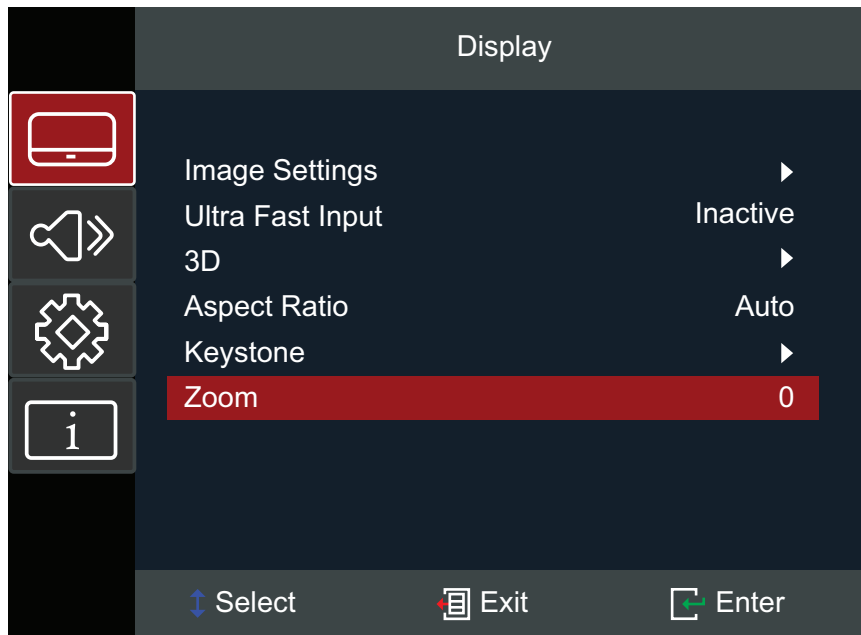 Display
Image Settings
Ultra Fast Input Inactive
3D
Aspect Ratio Auto
Keystone
Zoom 0
i
Select Exit Enter